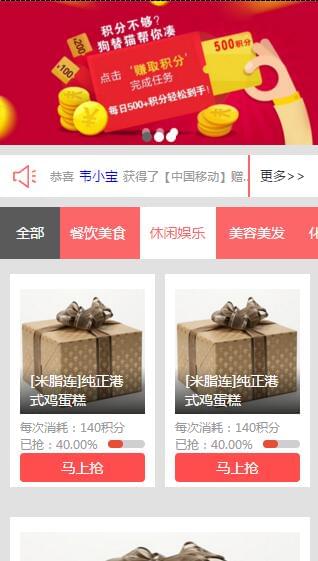 积分不够?
狗替猫帮你凑
*200
*100
500积分
点击 ‘赚取积分’
完成任务
每日500+积分轻松到手!
恭喜 韦小宝 获得了【中国移动】赠.. 更多>>
全部 餐饮美食 休闲娱乐 美容美发
[米脂连]纯正港式鸡蛋糕
每次消耗：140积分
已抢：40.00%
马上抢
[米脂连]纯正港式鸡蛋糕
每次消耗：140积分
已抢：40.00%
马上抢